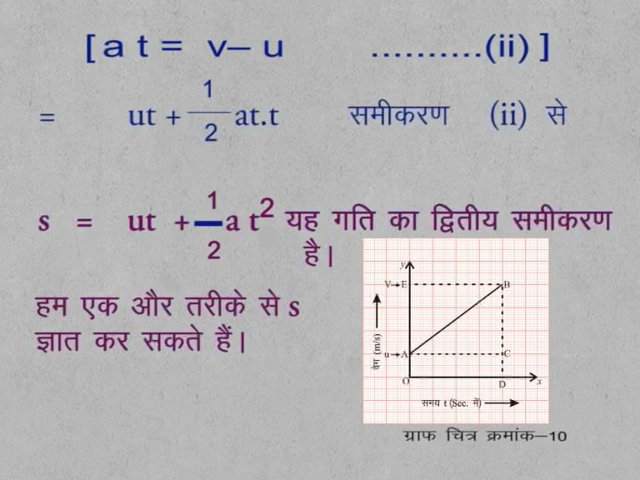 [ a t = v– u ..........(ii) ]
= ut + 1/2 at.t समीकरण (ii) से
s = ut + 1/2 a t² यह गति का द्वितीय समीकरण
है।
हम एक और तरीके से s
ज्ञात कर सकते हैं।
y
V→E B
वेग (m/s)
u→A C
O D x
समय t (Sec. में)
ग्राफ चित्र क्रमांक–10